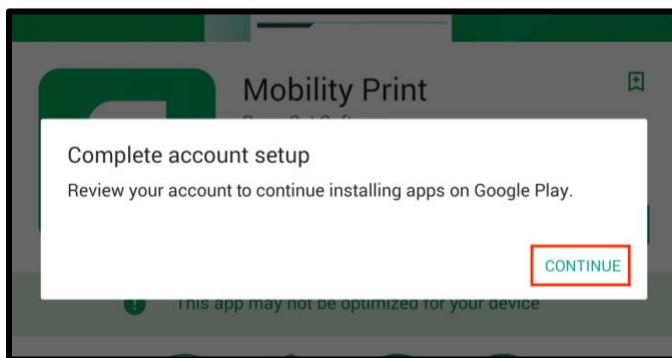 Mobility Print
Complete account setup
Review your account to continue installing apps on Google Play.
CONTINUE
This app may not be optimized for your device